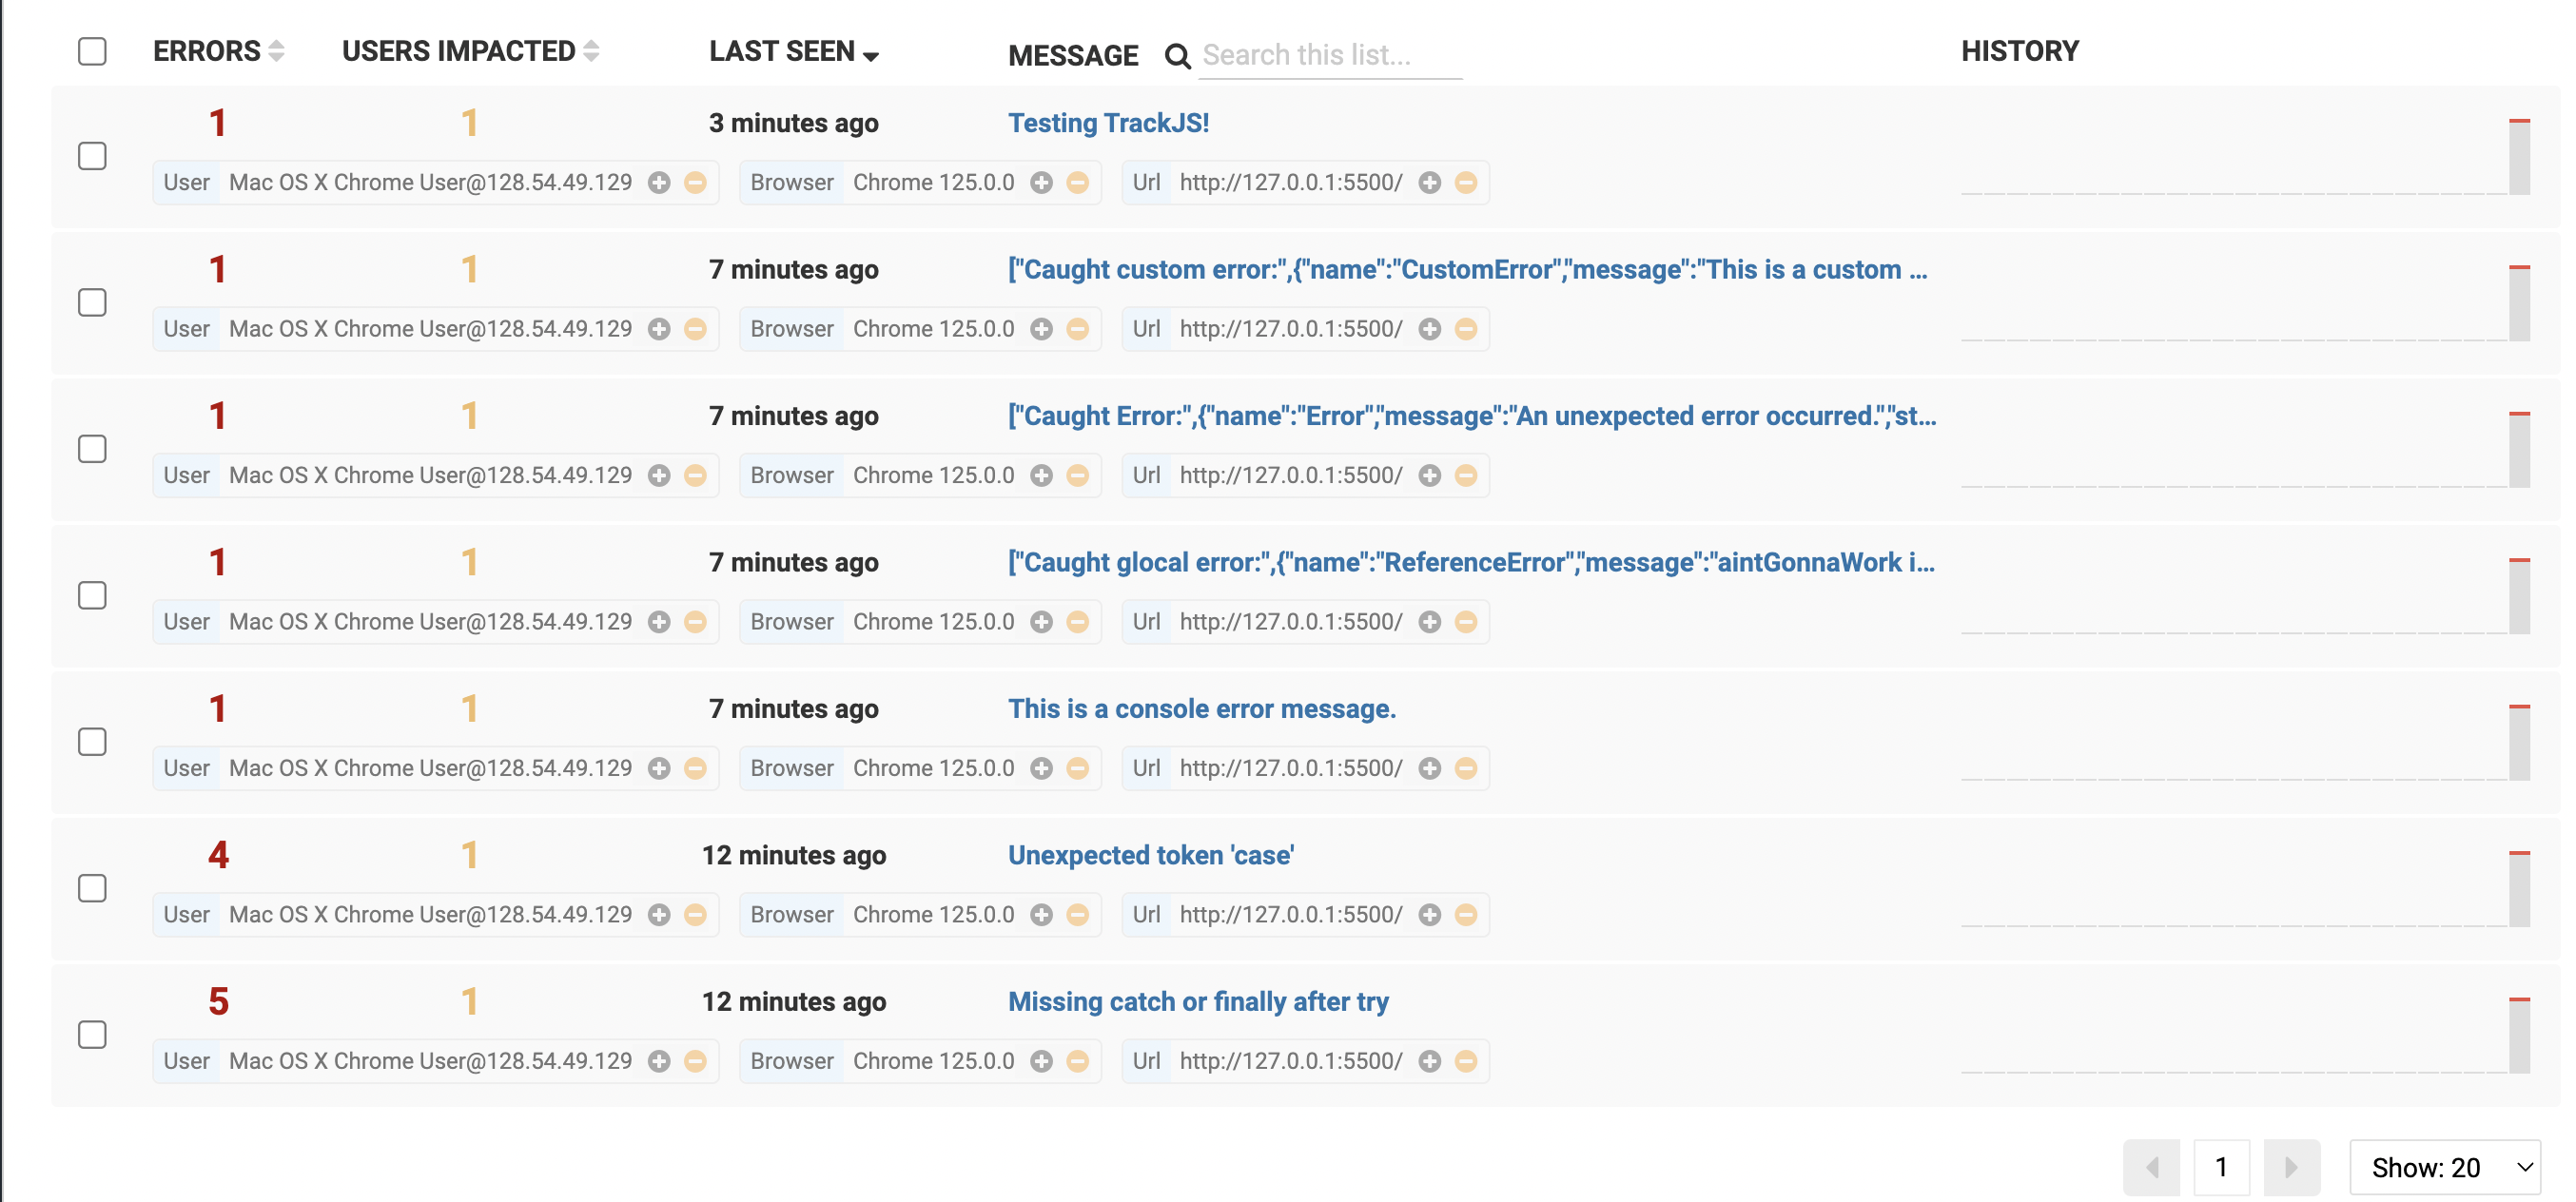 ERRORS USERS IMPACTED LAST SEEN MESSAGE Search this list... HISTORY
1 1 3 minutes ago Testing TrackJS!
User Mac OS X Chrome User@128.54.49.129 Browser Chrome 125.0.0 Url http://127.0.0.1:5500/
1 1 7 minutes ago ["Caught custom error:",{"name":"CustomError","message":"This is a custom ...
User Mac OS X Chrome User@128.54.49.129 Browser Chrome 125.0.0 Url http://127.0.0.1:5500/
1 1 7 minutes ago ["Caught Error:",{"name":"Error","message":"An unexpected error occurred.","st...
User Mac OS X Chrome User@128.54.49.129 Browser Chrome 125.0.0 Url http://127.0.0.1:5500/
1 1 7 minutes ago ["Caught glocal error:",{"name":"ReferenceError","message":"aintGonnaWork i...
User Mac OS X Chrome User@128.54.49.129 Browser Chrome 125.0.0 Url http://127.0.0.1:5500/
1 1 7 minutes ago This is a console error message.
User Mac OS X Chrome User@128.54.49.129 Browser Chrome 125.0.0 Url http://127.0.0.1:5500/
4 1 12 minutes ago Unexpected token 'case'
User Mac OS X Chrome User@128.54.49.129 Browser Chrome 125.0.0 Url http://127.0.0.1:5500/
5 1 12 minutes ago Missing catch or finally after try
User Mac OS X Chrome User@128.54.49.129 Browser Chrome 125.0.0 Url http://127.0.0.1:5500/
1 Show: 20